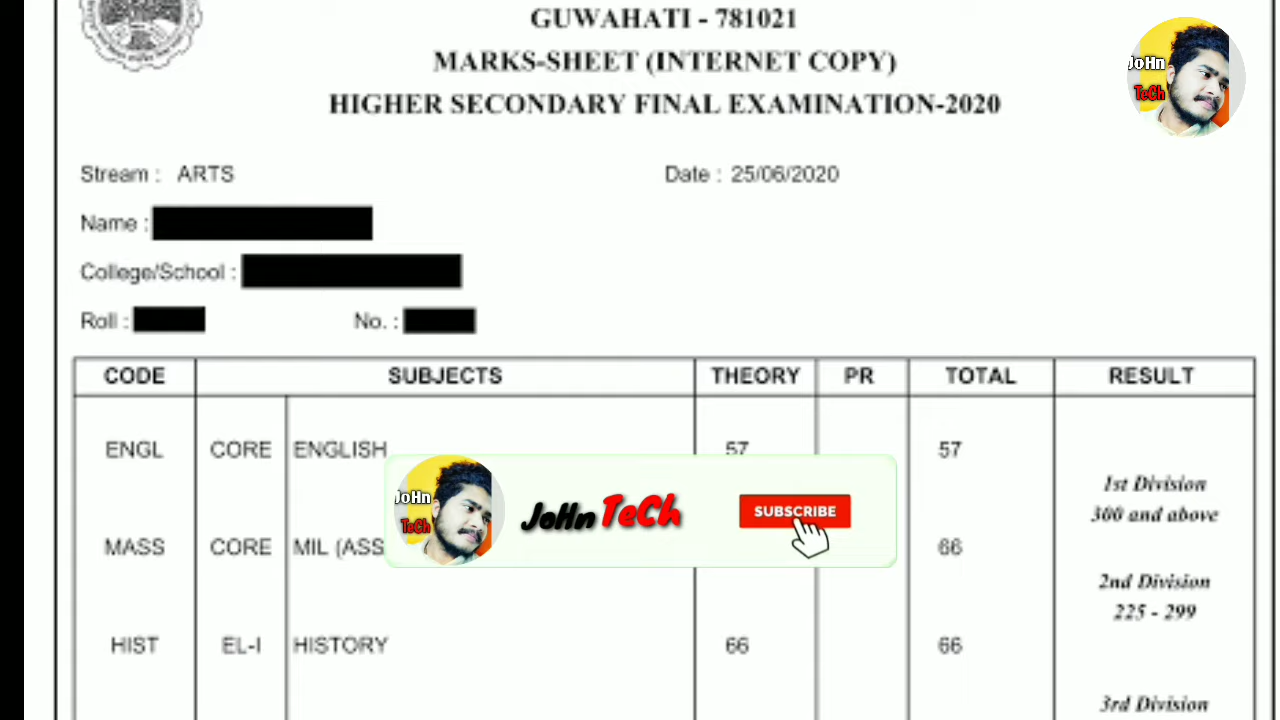 GUWAHATI - 781021
MARKS-SHEET (INTERNET COPY)
HIGHER SECONDARY FINAL EXAMINATION-2020
JoHn
TeCh
Stream : ARTS Date : 25/06/2020
Name :
College/School :
Roll : No. :
CODE SUBJECTS THEORY PR TOTAL RESULT
ENGL CORE ENGLISH 57 57
1st Division
300 and above
JoHn
TeCh
JoHn TeCh
SUBSCRIBE
MASS CORE MIL (ASS 66
2nd Division
225 - 299
HIST EL-I HISTORY 66 66
3rd Division